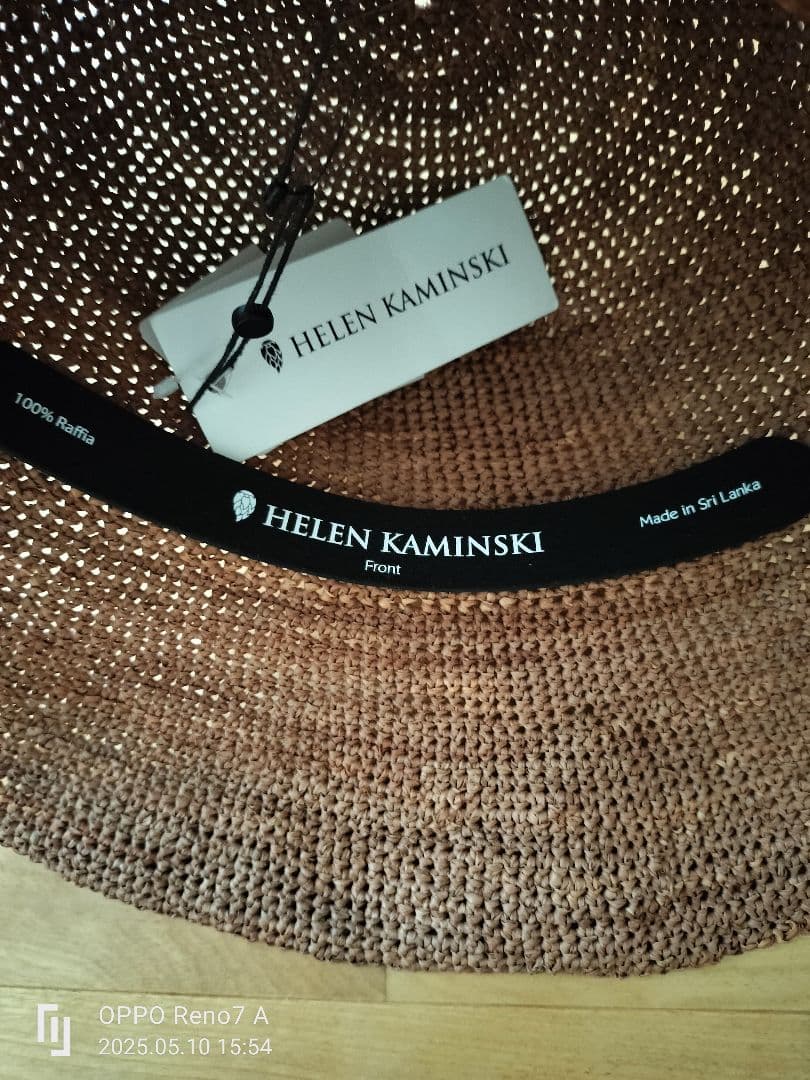 HELEN KAMINSKI
100% Raffia
HELEN KAMINSKI
Front
Made in Sri Lanka
OPPO Reno7 A
2025.05.10 15:54